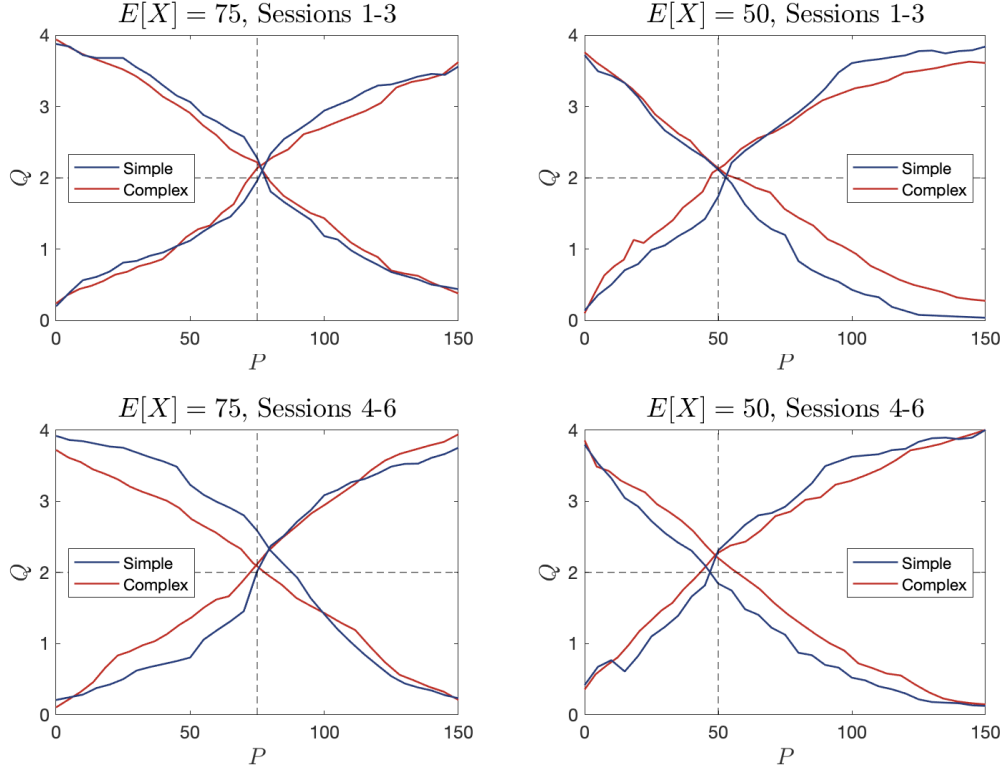 E[X] = 75, Sessions 1-3
4
3
2
1
0
Q
Simple
Complex
0 50 100 150
P
E[X] = 50, Sessions 1-3
4
3
2
1
0
Q
Simple
Complex
0 50 100 150
P
E[X] = 75, Sessions 4-6
4
3
2
1
0
Q
Simple
Complex
0 50 100 150
P
E[X] = 50, Sessions 4-6
4
3
2
1
0
Q
Simple
Complex
0 50 100 150
P